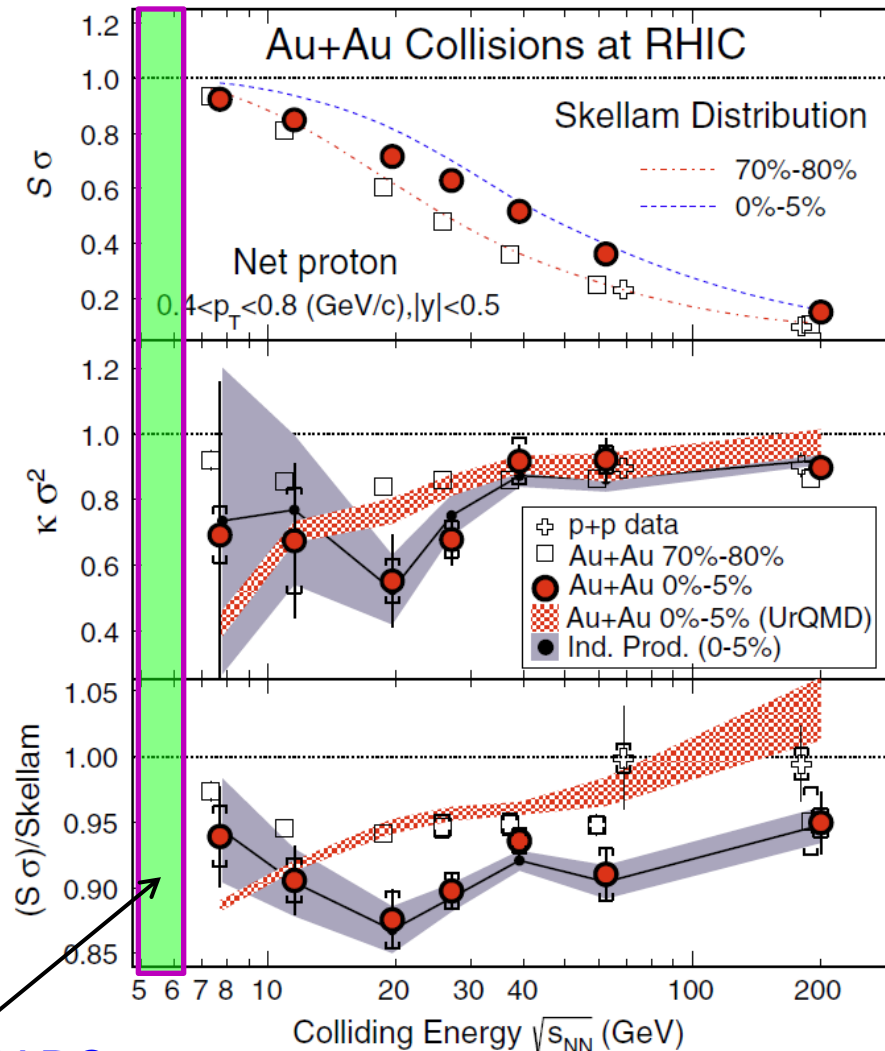 Au+Au Collisions at RHIC
Skellam Distribution
70%-80%
0%-5%
Net proton
0.4<p_T<0.8 (GeV/c),|y|<0.5
S σ
1.2
1.0
0.8
0.6
0.4
0.2
κ σ²
1.2
1.0
0.8
0.6
0.4
p+p data
Au+Au 70%-80%
Au+Au 0%-5%
Au+Au 0%-5% (UrQMD)
Ind. Prod. (0-5%)
(S σ)/Skellam
1.05
1.00
0.95
0.90
0.85
5 6 7 8 10 20 30 40 100 200
Colliding Energy √s_NN (GeV)